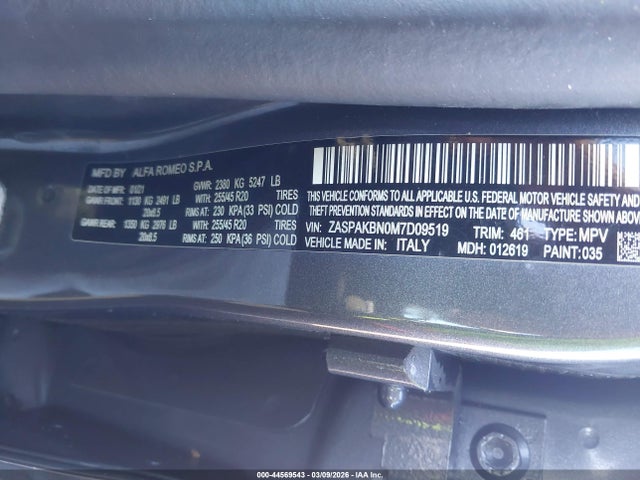 MFD BY ALFA ROMEO S.P.A.
DATE OF MFR 01/21 GVWR: 2380 KG 5247 LB
GAWR FRONT: 1130 KG 2491 LB WITH 255/45 R20 TIRES
20x8.5 RIMS AT 230 KPA (33 PSI) COLD
GAWR REAR: 1350 KG 2976 LB WITH 255/45 R20 TIRES
20x8.5 RIMS AT 250 KPA (36 PSI) COLD
THIS VEHICLE CONFORMS TO ALL APPLICABLE U.S. FEDERAL MOTOR VEHICLE SAFETY AND
THEFT PREVENTION STANDARDS IN EFFECT ON THE DATE OF MANUFACTURE SHOWN ABOVE
VIN: ZASPAKBN0M7D09519 TRIM: 461 TYPE: MPV
VEHICLE MADE IN: ITALY MDH: 012619 PAINT: 035
000-44569543 | 03/09/2026 | IAA Inc.